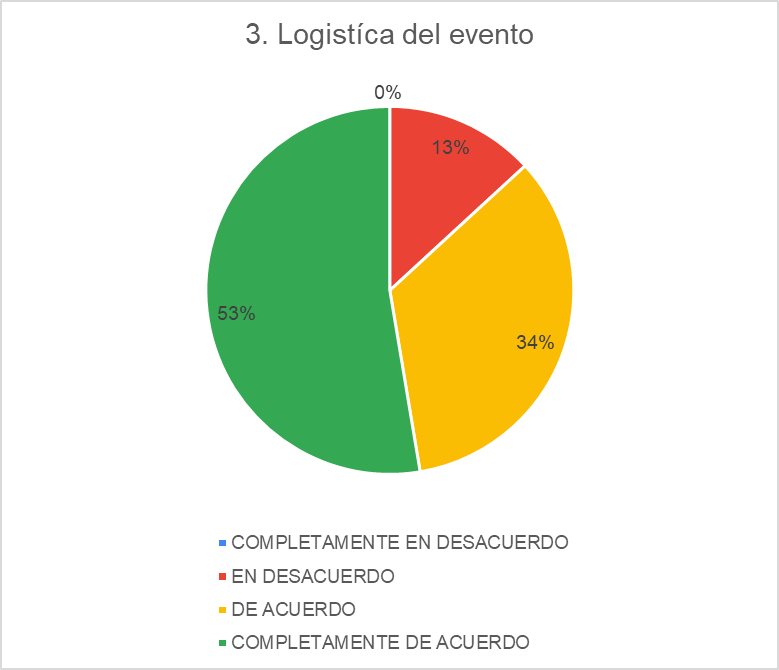 3. Logistíca del evento
0%
13%
53%
34%
COMPLETAMENTE EN DESACUERDO
EN DESACUERDO
DE ACUERDO
COMPLETAMENTE DE ACUERDO